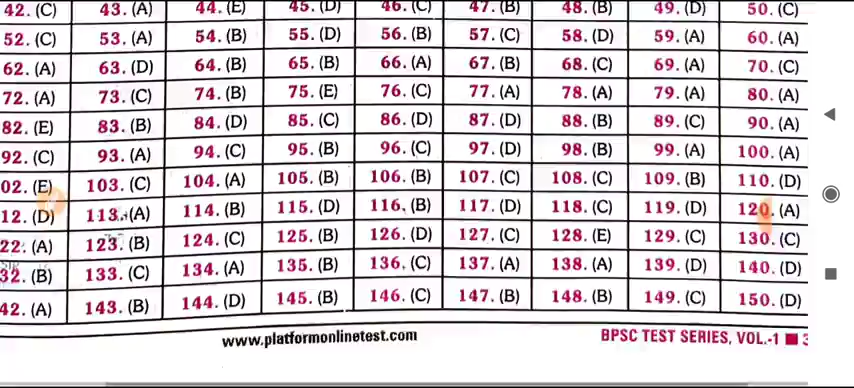 42. (C) 43. (A) 44. (E) 45. (D) 46. (C) 47. (B) 48. (B) 49. (D) 50. (C)
52. (C) 53. (A) 54. (B) 55. (D) 56. (B) 57. (C) 58. (D) 59. (A) 60. (A)
62. (A) 63. (D) 64. (B) 65. (B) 66. (A) 67. (B) 68. (C) 69. (A) 70. (C)
72. (A) 73. (C) 74. (B) 75. (E) 76. (C) 77. (A) 78. (A) 79. (A) 80. (A)
82. (E) 83. (B) 84. (D) 85. (C) 86. (D) 87. (D) 88. (B) 89. (C) 90. (A)
92. (C) 93. (A) 94. (C) 95. (B) 96. (C) 97. (D) 98. (B) 99. (A) 100. (A)
02. (E) 103. (C) 104. (A) 105. (B) 106. (B) 107. (C) 108. (C) 109. (B) 110. (D)
12. (D) 113. (A) 114. (B) 115. (D) 116. (B) 117. (D) 118. (C) 119. (D) 120. (A)
22. (A) 123. (B) 124. (C) 125. (B) 126. (D) 127. (C) 128. (E) 129. (C) 130. (C)
32. (B) 133. (C) 134. (A) 135. (B) 136. (C) 137. (A) 138. (A) 139. (D) 140. (D)
42. (A) 143. (B) 144. (D) 145. (B) 146. (C) 147. (B) 148. (B) 149. (C) 150. (D)
www.platformonlinetest.com BPSC TEST SERIES, VOL.-1 ■